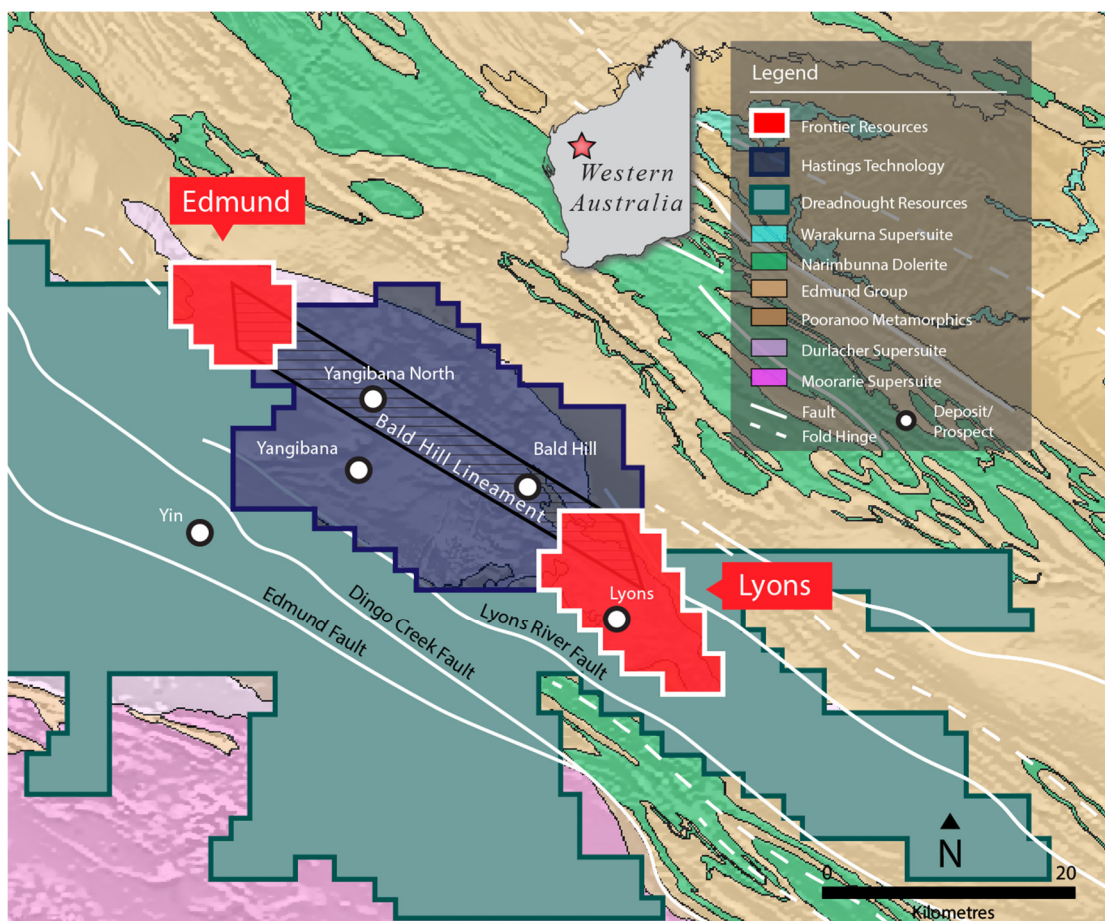 Edmund
Western
Australia
Legend
Frontier Resources
Hastings Technology
Dreadnought Resources
Warakurna Supersuite
Narimbunna Dolerite
Edmund Group
Pooranoo Metamorphics
Durlacher Supersuite
Moorarie Supersuite
Fault
Fold Hinge
Deposit/
Prospect
Yangibana North
Yangibana
Bald Hill Lineament
Bald Hill
Yin
Lyons
Lyons
Edmund Fault
Dingo Creek Fault
Lyons River Fault
N
0
20
Kilometres